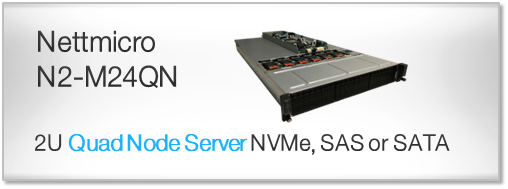 Nettmicro
N2-M24QN
2U Quad Node Server NVMe, SAS or SATA